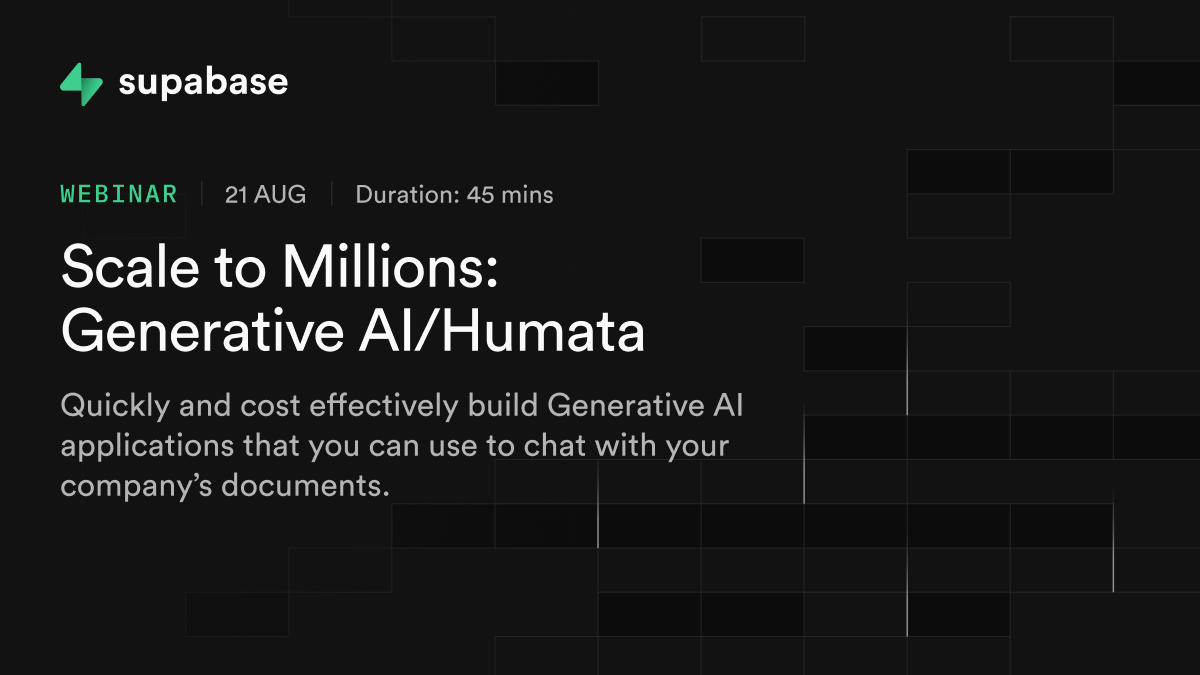 supabase
WEBINAR | 21 AUG | Duration: 45 mins
Scale to Millions:
Generative AI/Humata
Quickly and cost effectively build Generative AI
applications that you can use to chat with your
company’s documents.